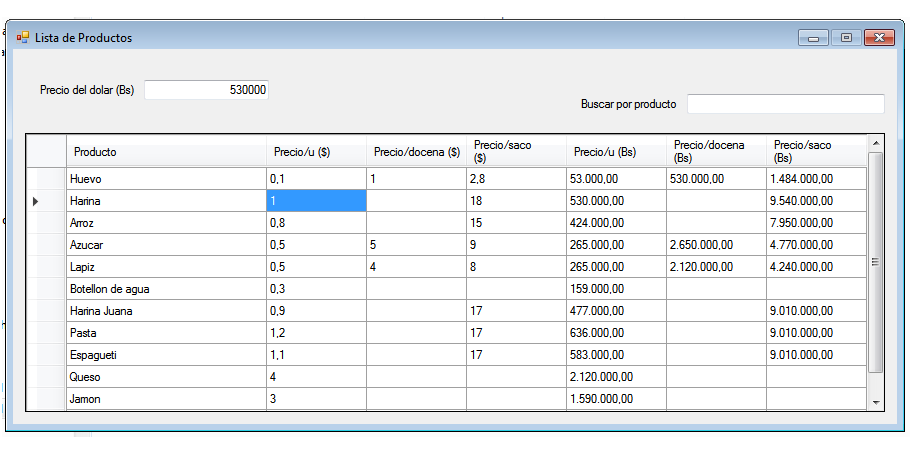 Lista de Productos
Precio del dolar (Bs) 530000
Buscar por producto
Producto Precio/u ($) Precio/docena ($) Precio/saco ($) Precio/u (Bs) Precio/docena (Bs) Precio/saco (Bs)
Huevo 0,1 1 2,8 53.000,00 530.000,00 1.484.000,00
Harina 1 18 530.000,00 9.540.000,00
Arroz 0,8 15 424.000,00 7.950.000,00
Azucar 0,5 5 9 265.000,00 2.650.000,00 4.770.000,00
Lapiz 0,5 4 8 265.000,00 2.120.000,00 4.240.000,00
Botellon de agua 0,3 159.000,00
Harina Juana 0,9 17 477.000,00 9.010.000,00
Pasta 1,2 17 636.000,00 9.010.000,00
Espagueti 1,1 17 583.000,00 9.010.000,00
Queso 4 2.120.000,00
Jamon 3 1.590.000,00